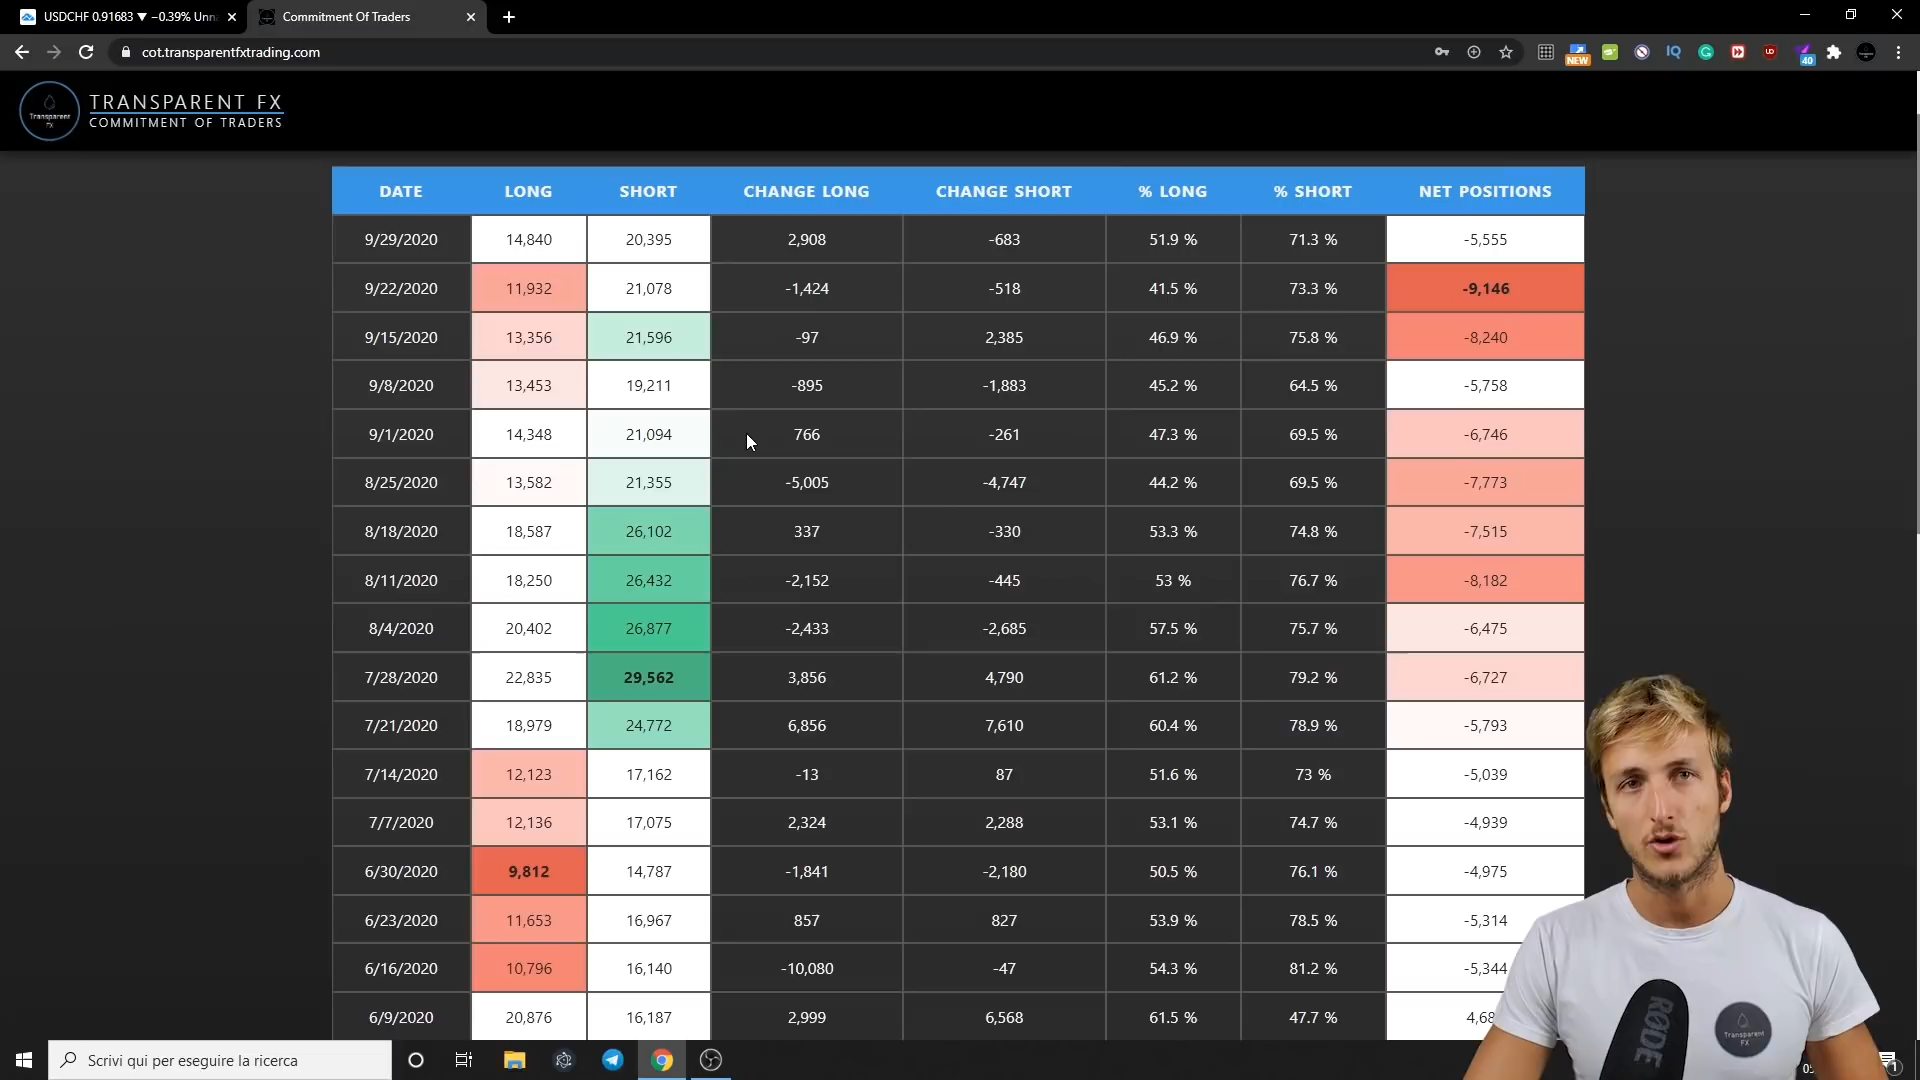 USDCHF 0.91683 ▼ −0.39% Unn
Commitment Of Traders
cot.transparentfxtrading.com
NEW
IQ
UD
40
Transparent FX
TRANSPARENT FX
COMMITMENT OF TRADERS
DATE LONG SHORT CHANGE LONG CHANGE SHORT % LONG % SHORT NET POSITIONS
9/29/2020 14,840 20,395 2,908 -683 51.9 % 71.3 % -5,555
9/22/2020 11,932 21,078 -1,424 -518 41.5 % 73.3 % -9,146
9/15/2020 13,356 21,596 -97 2,385 46.9 % 75.8 % -8,240
9/8/2020 13,453 19,211 -895 -1,883 45.2 % 64.5 % -5,758
9/1/2020 14,348 21,094 766 -261 47.3 % 69.5 % -6,746
8/25/2020 13,582 21,355 -5,005 -4,747 44.2 % 69.5 % -7,773
8/18/2020 18,587 26,102 337 -330 53.3 % 74.8 % -7,515
8/11/2020 18,250 26,432 -2,152 -445 53 % 76.7 % -8,182
8/4/2020 20,402 26,877 -2,433 -2,685 57.5 % 75.7 % -6,475
7/28/2020 22,835 29,562 3,856 4,790 61.2 % 79.2 % -6,727
7/21/2020 18,979 24,772 6,856 7,610 60.4 % 78.9 % -5,793
7/14/2020 12,123 17,162 -13 87 51.6 % 73 % -5,039
7/7/2020 12,136 17,075 2,324 2,288 53.1 % 74.7 % -4,939
6/30/2020 9,812 14,787 -1,841 -2,180 50.5 % 76.1 % -4,975
6/23/2020 11,653 16,967 857 827 53.9 % 78.5 % -5,314
6/16/2020 10,796 16,140 -10,080 -47 54.3 % 81.2 % -5,344
6/9/2020 20,876 16,187 2,999 6,568 61.5 % 47.7 % 4,68
RØDE
Transparent
FX
Scrivi qui per eseguire la ricerca
1